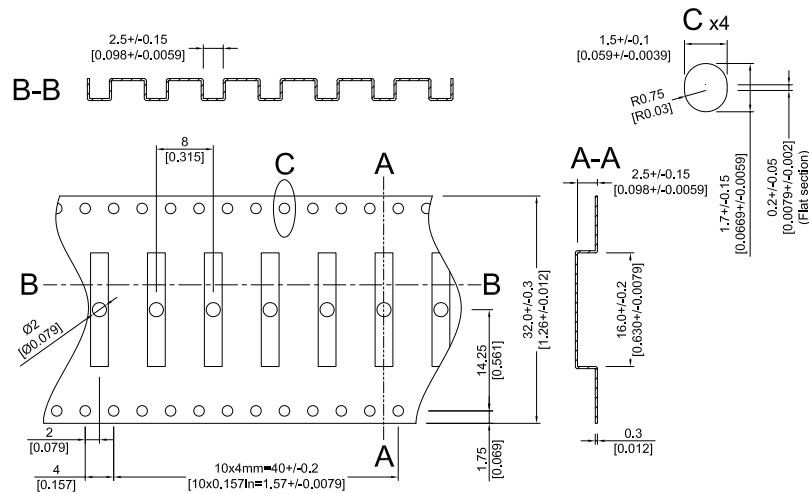 2.5+/-0.15
[0.098+/-0.0059]
B-B
C x4
1.5+/-0.1
[0.059+/-0.0039]
R0.75
[R0.03]
1.7+/-0.15
[0.0669+/-0.0059]
0.2+/-0.05
[0.0079+/-0.002]
(Flat section)
8
[0.315]
C
A
A-A
2.5+/-0.15
[0.098+/-0.0059]
B
B
Ø2
[Ø0.079]
32.0+/-0.3
[1.26+/-0.012]
16.0+/-0.2
[0.630+/-0.0079]
14.25
[0.561]
2
[0.079]
4
[0.157]
10x4mm=40+/-0.2
[10x0.157In=1.57+/-0.0079]
A
1.75
[0.069]
0.3
[0.012]